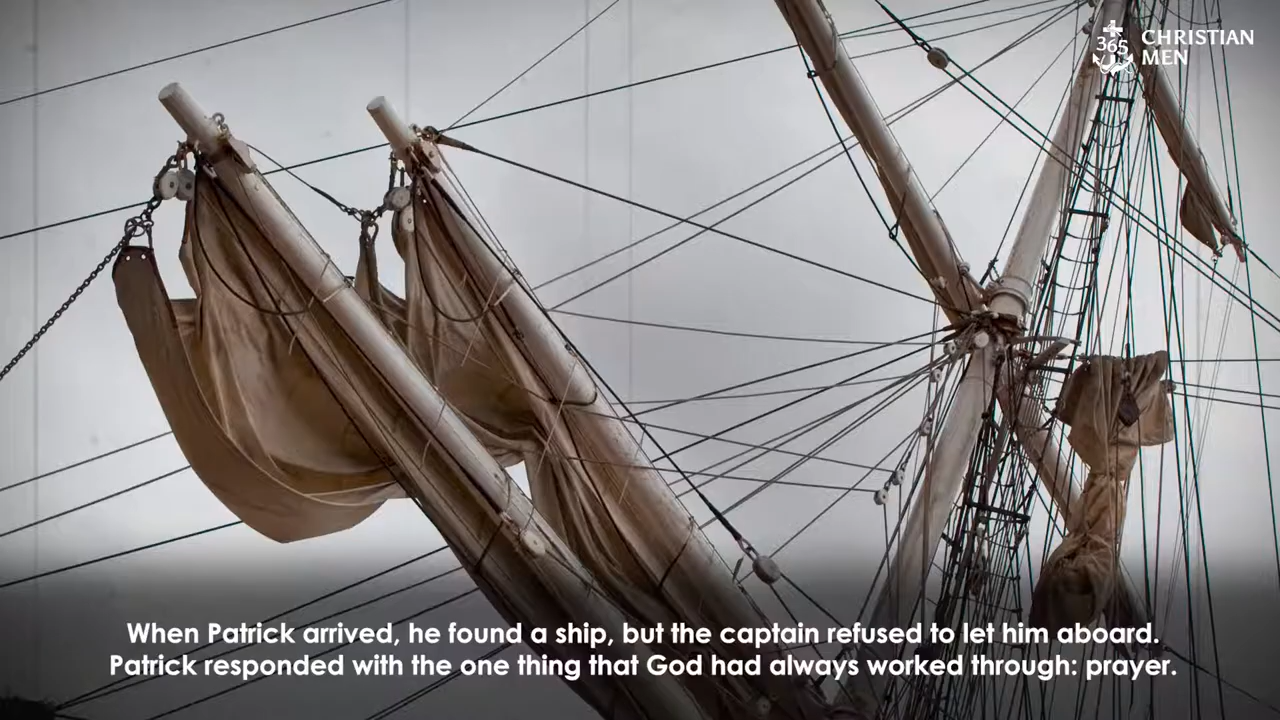 365
CHRISTIAN
MEN
When Patrick arrived, he found a ship, but the captain refused to let him aboard.
Patrick responded with the one thing that God had always worked through: prayer.